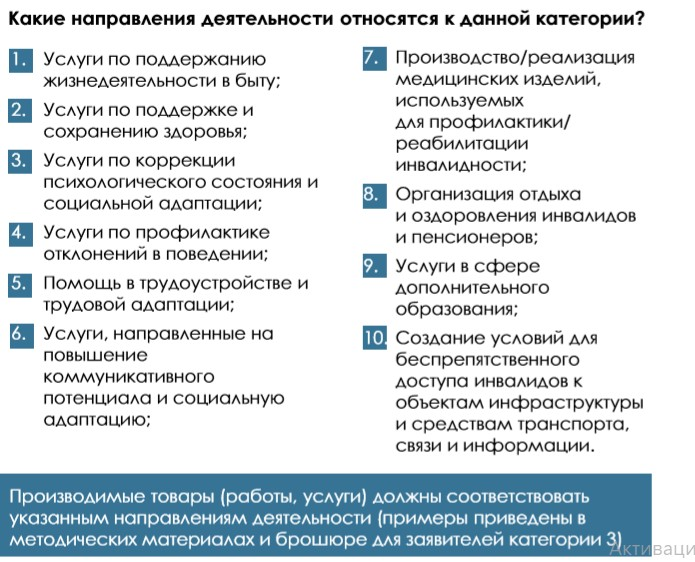 Какие направления деятельности относятся к данной категории?
1. Услуги по поддержанию
жизнедеятельности в быту;
2. Услуги по поддержке и
сохранению здоровья;
3. Услуги по коррекции
психологического состояния и
социальной адаптации;
4. Услуги по профилактике
отклонений в поведении;
5. Помощь в трудоустройстве и
трудовой адаптации;
6. Услуги, направленные на
повышение
коммуникативного
потенциала и социальную
адаптацию;
7. Производство/реализация
медицинских изделий,
используемых
для профилактики/
реабилитации
инвалидности;
8. Организация отдыха
и оздоровления инвалидов
и пенсионеров;
9. Услуги в сфере
дополнительного
образования;
10. Создание условий для
беспрепятственного
доступа инвалидов к
объектам инфраструктуры
и средствам транспорта,
связи и информации.
Производимые товары (работы, услуги) должны соответствовать
указанным направлениям деятельности (примеры приведены в
методических материалах и брошюре для заявителей категории 3)
Активаци